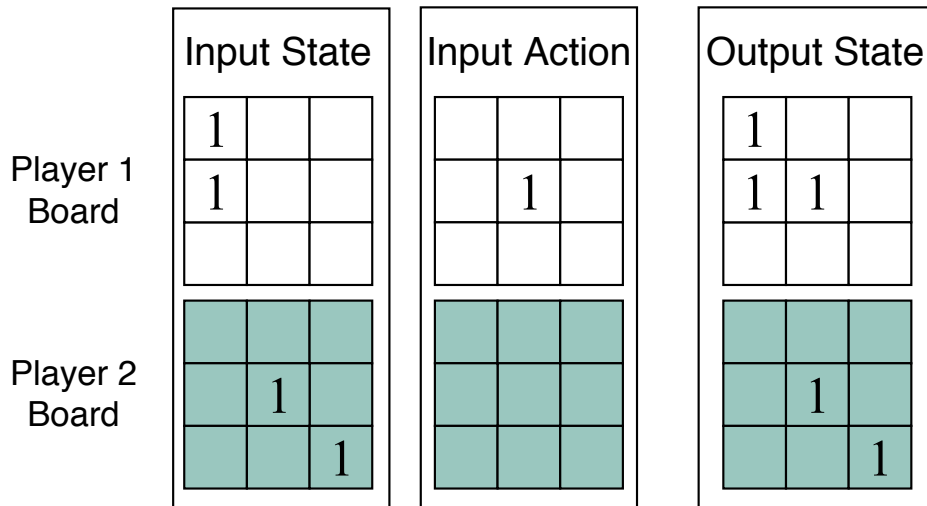 Input State Input Action Output State
1 1
Player 1
Board
1 1 1 1
Player 2
Board
1 1
1 1